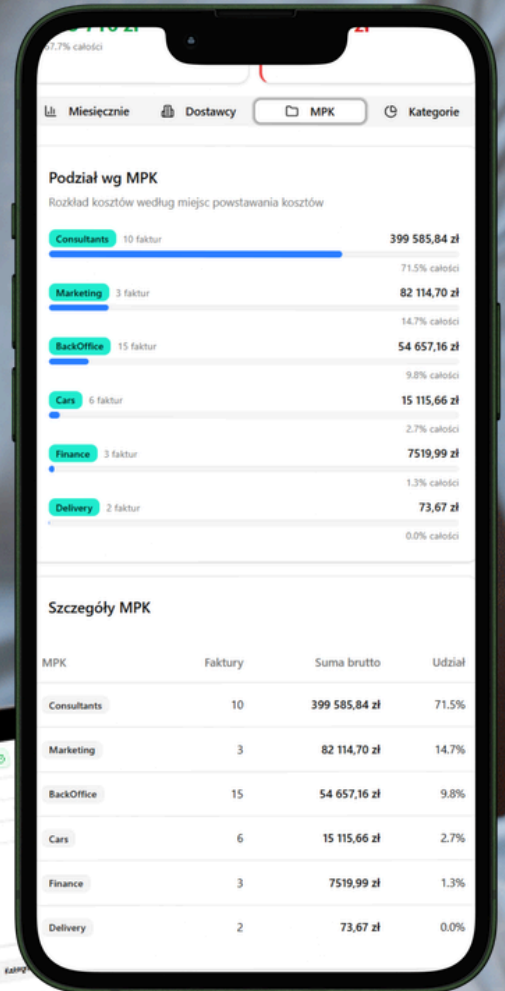 67.7% całości
Miesięcznie Dostawcy MPK Kategorie
Podział wg MPK
Rozkład kosztów według miejsc powstawania kosztów
Consultants 10 faktur 399 585,84 zł
71.5% całości
Marketing 3 faktur 82 114,70 zł
14.7% całości
BackOffice 15 faktur 54 657,16 zł
9.8% całości
Cars 6 faktur 15 115,66 zł
2.7% całości
Finance 3 faktur 7519,99 zł
1.3% całości
Delivery 2 faktur 73,67 zł
0.0% całości
Szczegóły MPK
MPK Faktury Suma brutto Udział
Consultants 10 399 585,84 zł 71.5%
Marketing 3 82 114,70 zł 14.7%
BackOffice 15 54 657,16 zł 9.8%
Cars 6 15 115,66 zł 2.7%
Finance 3 7519,99 zł 1.3%
Delivery 2 73,67 zł 0.0%